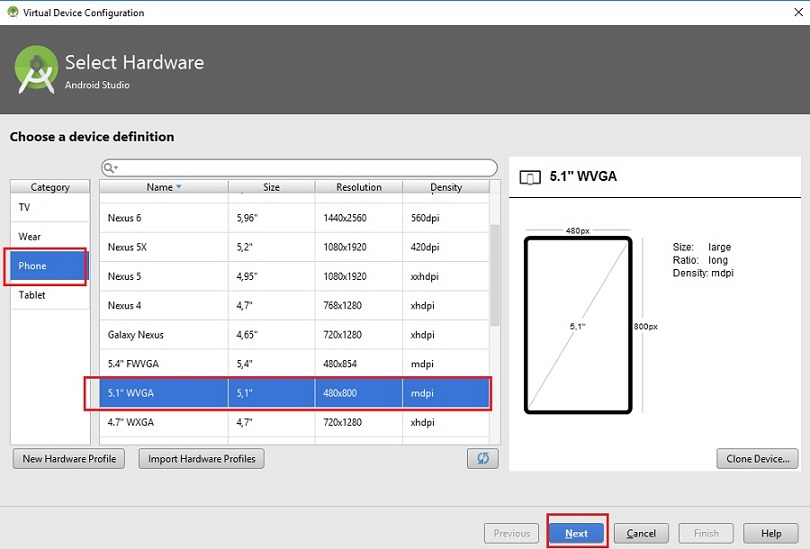 Virtual Device Configuration
Select Hardware
Android Studio
Choose a device definition
Category
TV
Wear
Phone
Tablet
Name Size Resolution Density
Nexus 6 5,96" 1440x2560 560dpi
Nexus 5X 5,2" 1080x1920 420dpi
Nexus 5 4,95" 1080x1920 xxhdpi
Nexus 4 4,7" 768x1280 xhdpi
Galaxy Nexus 4,65" 720x1280 xhdpi
5.4" FWVGA 5,4" 480x854 mdpi
5.1" WVGA 5,1" 480x800 mdpi
4.7" WXGA 4,7" 720x1280 xhdpi
New Hardware Profile Import Hardware Profiles
5.1" WVGA
480px
5,1"
800px
Size: large
Ratio: long
Density: mdpi
Clone Device...
Previous Next Cancel Finish Help